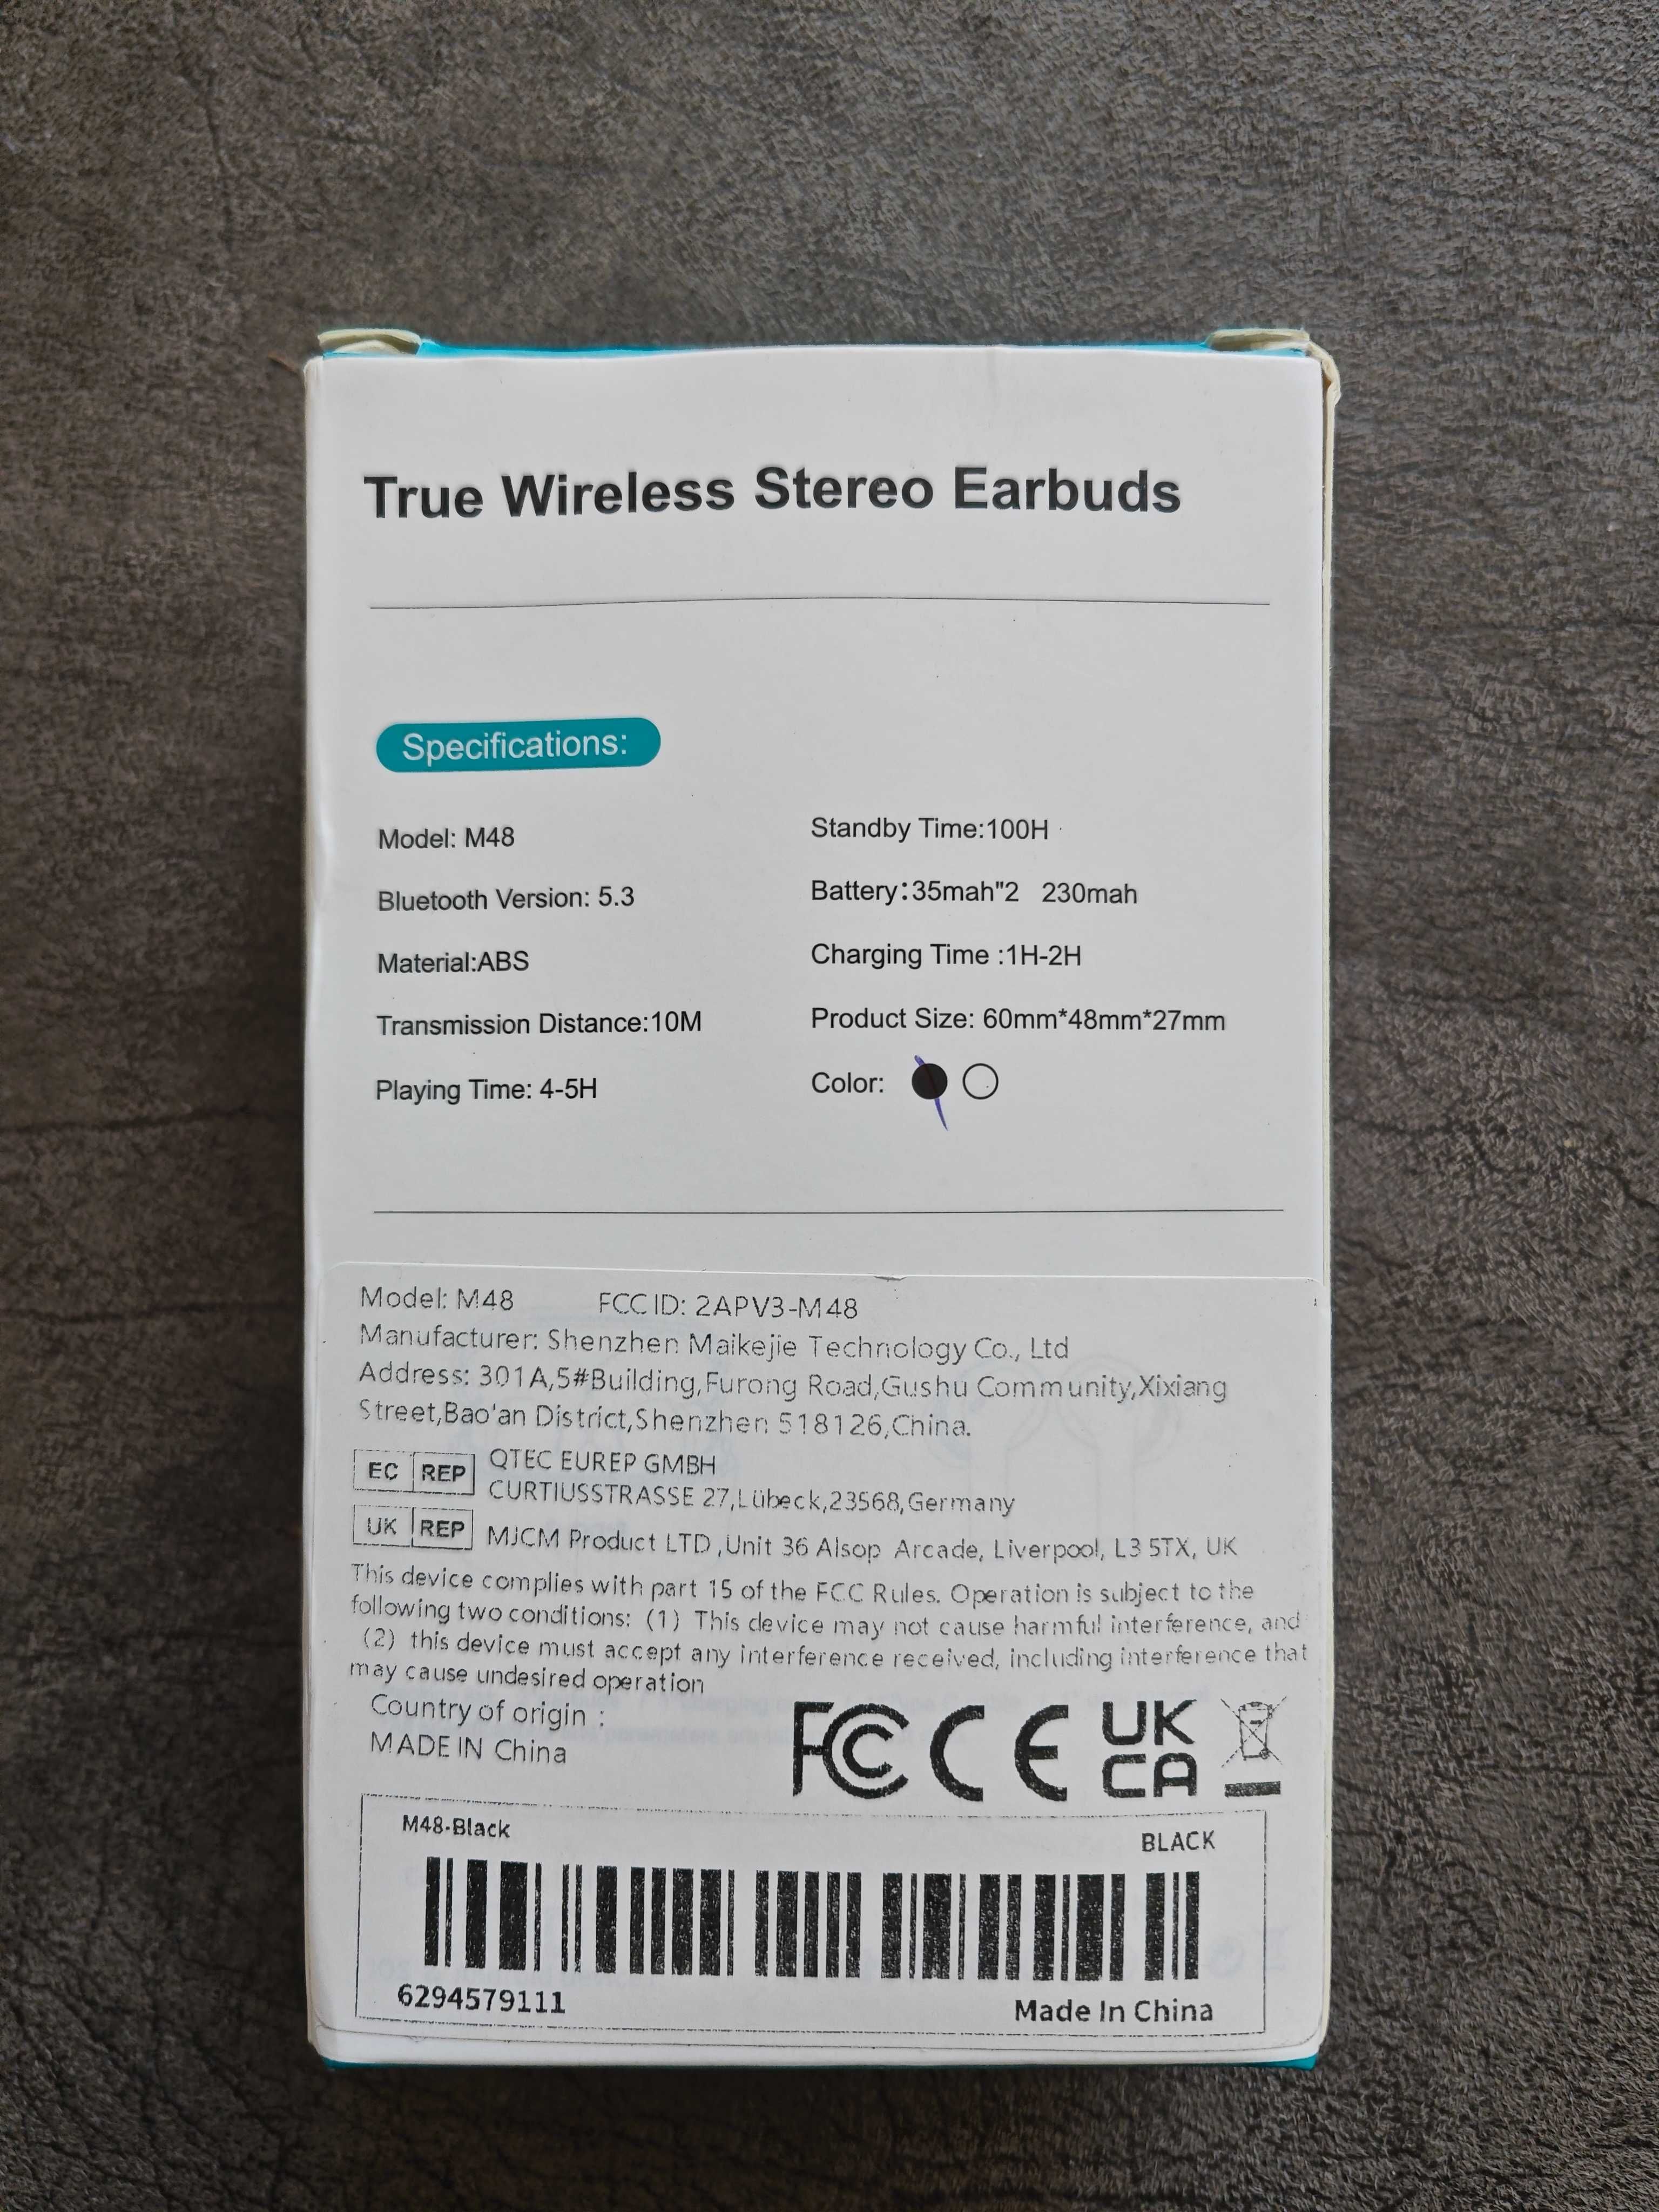 True Wireless Stereo Earbuds
Specifications:
Model: M48
Bluetooth Version: 5.3
Material:ABS
Transmission Distance:10M
Playing Time: 4-5H
Standby Time:100H
Battery:35mah"2 230mah
Charging Time :1H-2H
Product Size: 60mm*48mm*27mm
Color:
Model: M48 FCC ID: 2APV3-M48
Manufacturer: Shenzhen Maikejie Technology Co., Ltd
Address: 301A,5#Building,Furong Road,Gushu Community,Xixiang
Street,Bao'an District,Shenzhen 518126,China.
EC REP
QTEC EUREP GMBH
CURTIUSSTRASSE 27,Lübeck,23568,Germany
UK REP
MJCM Product LTD ,Unit 36 Alsop Arcade, Liverpool, L3 5TX, UK
This device complies with part 15 of the FCC Rules. Operation is subject to the
following two conditions: (1) This device may not cause harmful interference, and
(2) this device must accept any interference received, including interference that
may cause undesired operation
Country of origin :
MADE IN China
FCC CE UK
CA
M48-Black
BLACK
6294579111
Made In China